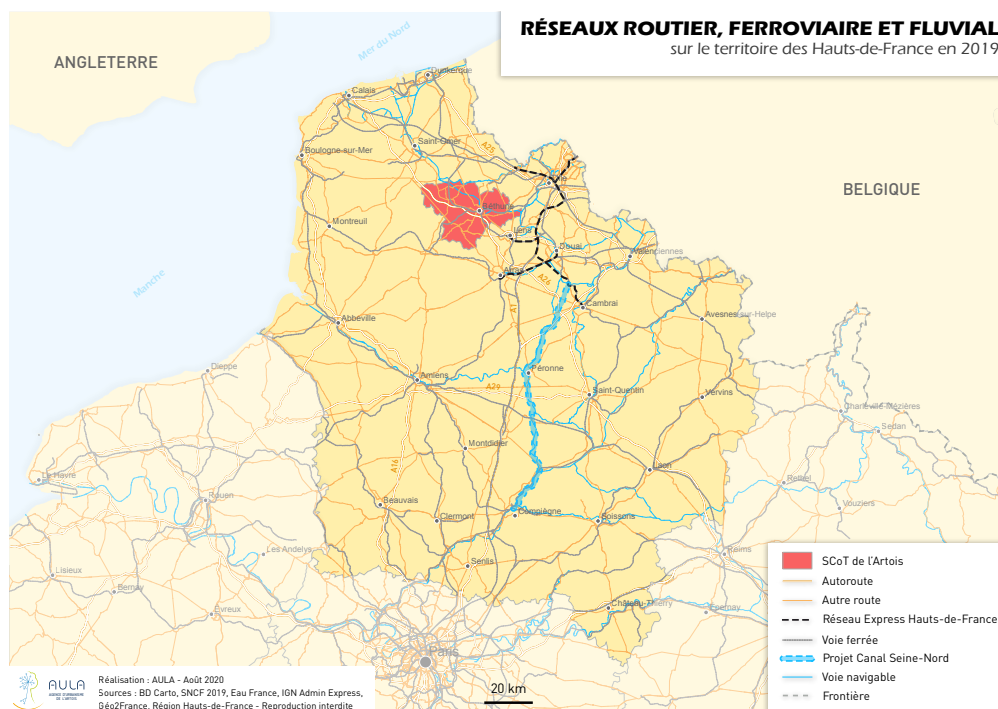 RÉSEAUX ROUTIER, FERROVIAIRE ET FLUVIAL
sur le territoire des Hauts-de-France en 2019
ANGLETERRE
Mer du Nord
Dunkerque
Calais
Saint-Omer
A25
Boulogne-sur-Mer
BELGIQUE
Béthune
Montreuil
Lens
Douai
Valenciennes
Arras
A26
Manche
Cambrai
A1
Abbeville
Avesnes-sur-Helpe
Dieppe
Amiens
Péronne
A29
Saint-Quentin
Vervins
Charleville-Mézières
Sedan
Montdidier
A16
Laon
Le Havre
Rethel
Rouen
Beauvais
Vouziers
Clermont
Compiègne
Soissons
Les Andelys
Reims
Senlis
Lisieux
Bernay
Château-Thierry
Epernay
Évreux
Paris
SCoT de l'Artois
Autoroute
Autre route
Réseau Express Hauts-de-France
Voie ferrée
Projet Canal Seine-Nord
Voie navigable
Frontière
20 km
AULA
AGENCE D'URBANISME
DE L'ARTOIS
Réalisation : AULA - Août 2020
Sources : BD Carto, SNCF 2019, Eau France, IGN Admin Express,
Géo2France, Région Hauts-de-France - Reproduction interdite